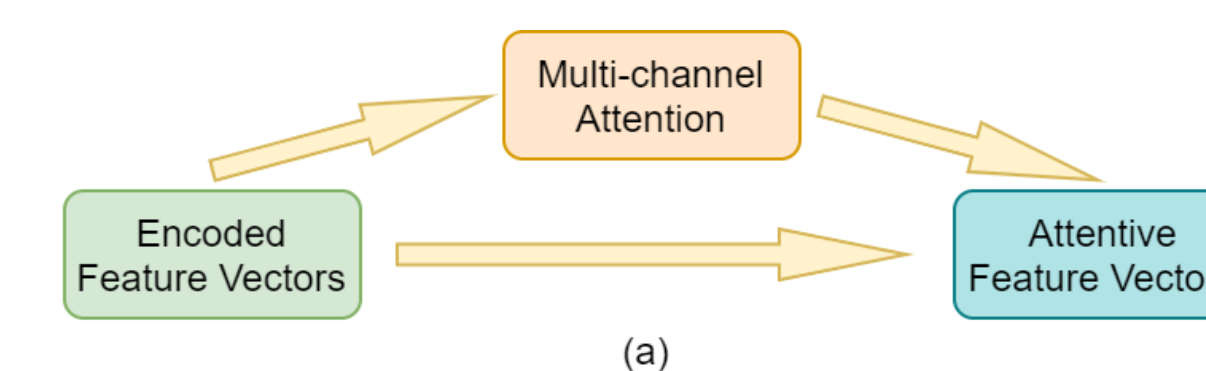 Multi-channel
Attention
Encoded
Feature Vectors
Attentive
Feature Vecto
(a)